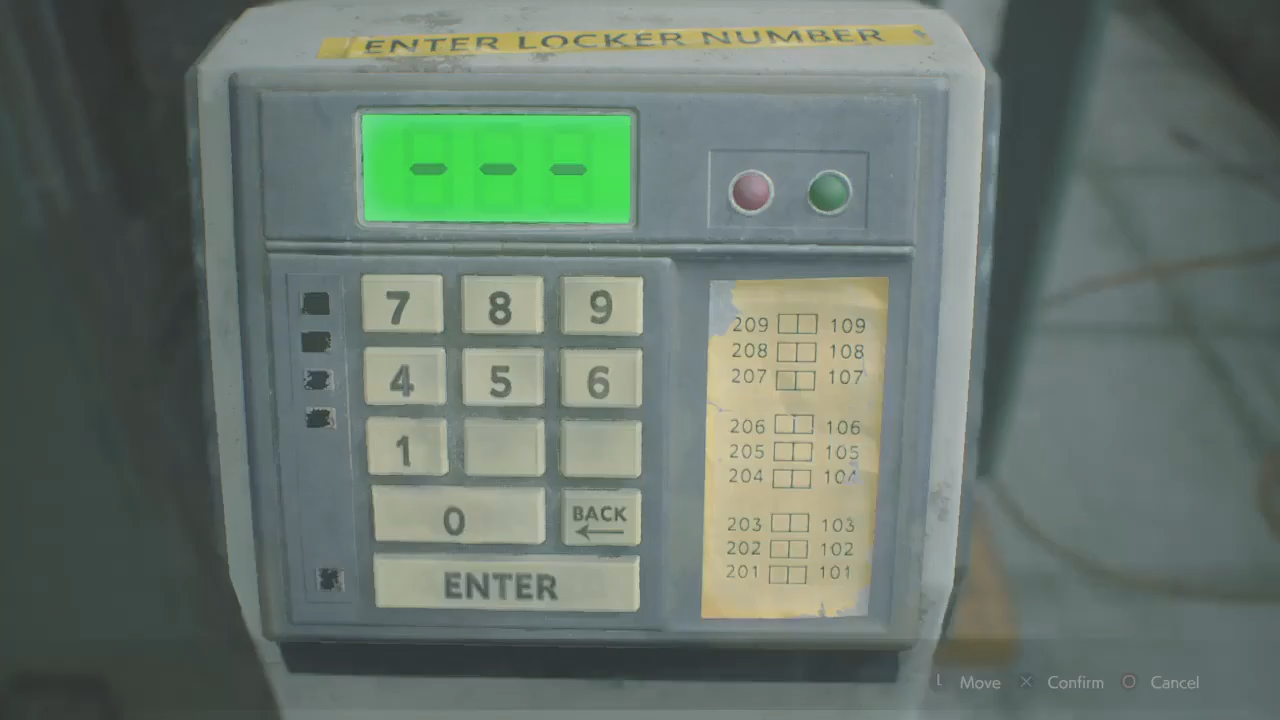 ENTER LOCKER NUMBER
- - -
7 8 9
4 5 6
1
0 BACK
ENTER
209 109
208 108
207 107
206 106
205 105
204 104
203 103
202 102
201 101
L Move X Confirm O Cancel